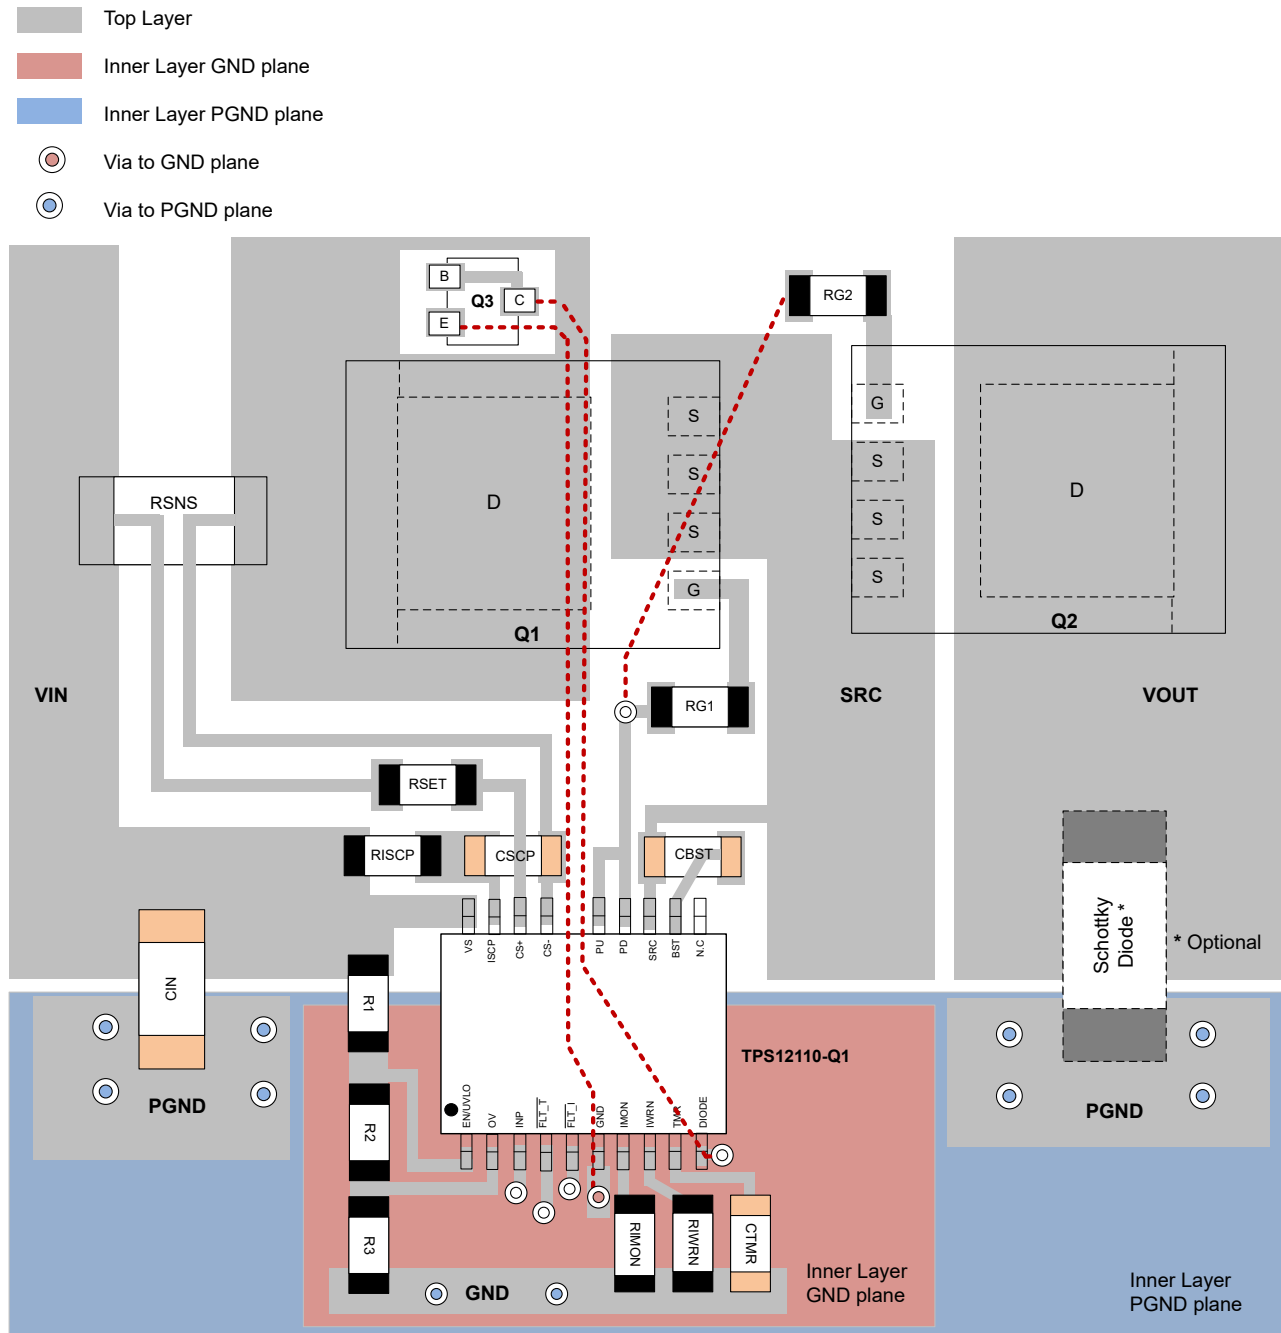 Top Layer
Inner Layer GND plane
Inner Layer PGND plane
Via to GND plane
Via to PGND plane
B
Q3
C
E
RG2
S
G
S
S
RSNS
D
S
D
S
S
G
Q1
Q2
VIN
RG1
SRC
VOUT
RSET
RISCP
CSCP
CBST
VS
ISCP
CS+
CS-
PU
PD
SRC
BST
N.C
Schottky
Diode *
* Optional
CIN
R1
TPS12110-Q1
PGND
PGND
EN/UVLO
OV
INP
FLT_T
FLT_I
GND
IMON
IWRN
TMR
DIODE
R2
R3
RIMON
RIWRN
CTMR
GND
Inner Layer
GND plane
Inner Layer
PGND plane